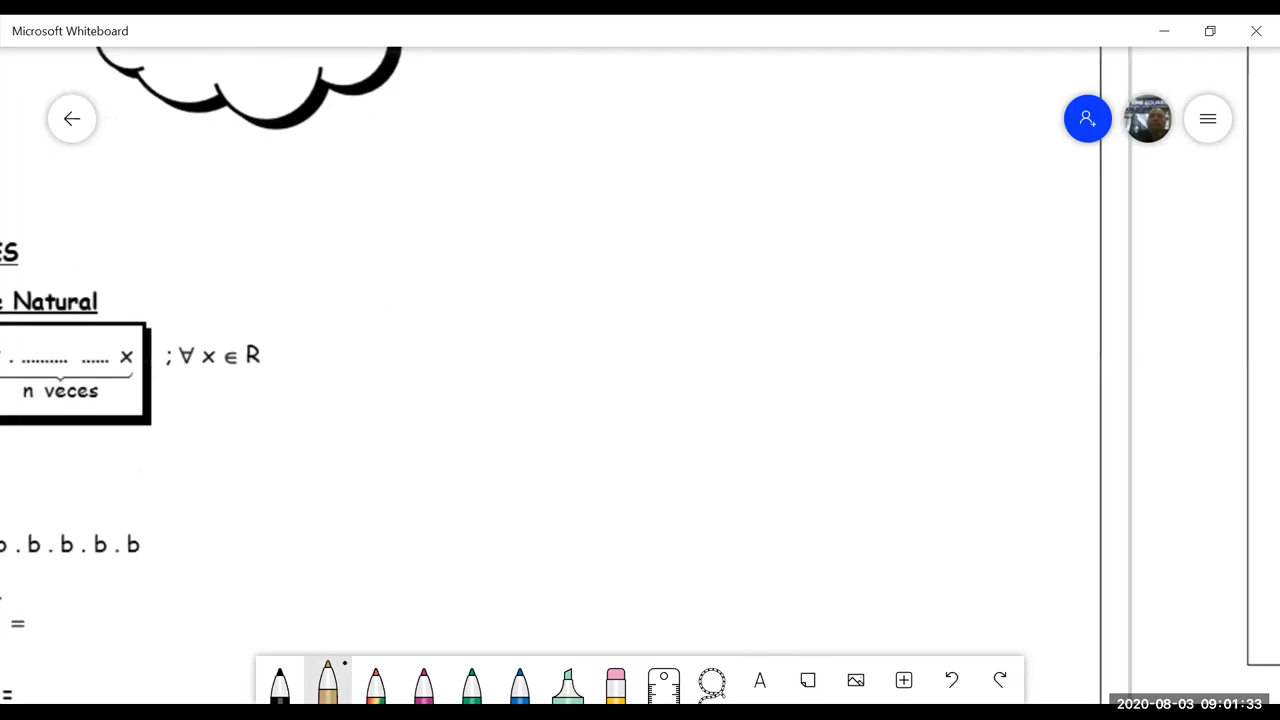 Microsoft Whiteboard
ES
e Natural
. .......... ...... x ; ∀ x ∈ R
n veces
b . b . b . b . b
=
=
A
2020-08-03 09:01:33